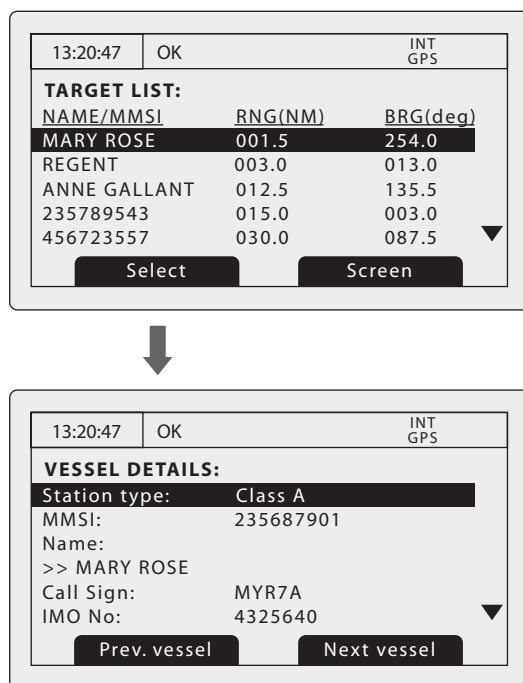 13:20:47 OK INT GPS
TARGET LIST:
NAME/MMSI RNG(NM) BRG(deg)
MARY ROSE 001.5 254.0
REGENT 003.0 013.0
ANNE GALLANT 012.5 135.5
235789543 015.0 003.0
456723557 030.0 087.5
Select Screen
13:20:47 OK INT GPS
VESSEL DETAILS:
Station type: Class A
MMSI: 235687901
Name:
>> MARY ROSE
Call Sign: MYR7A
IMO No: 4325640
Prev. vessel Next vessel